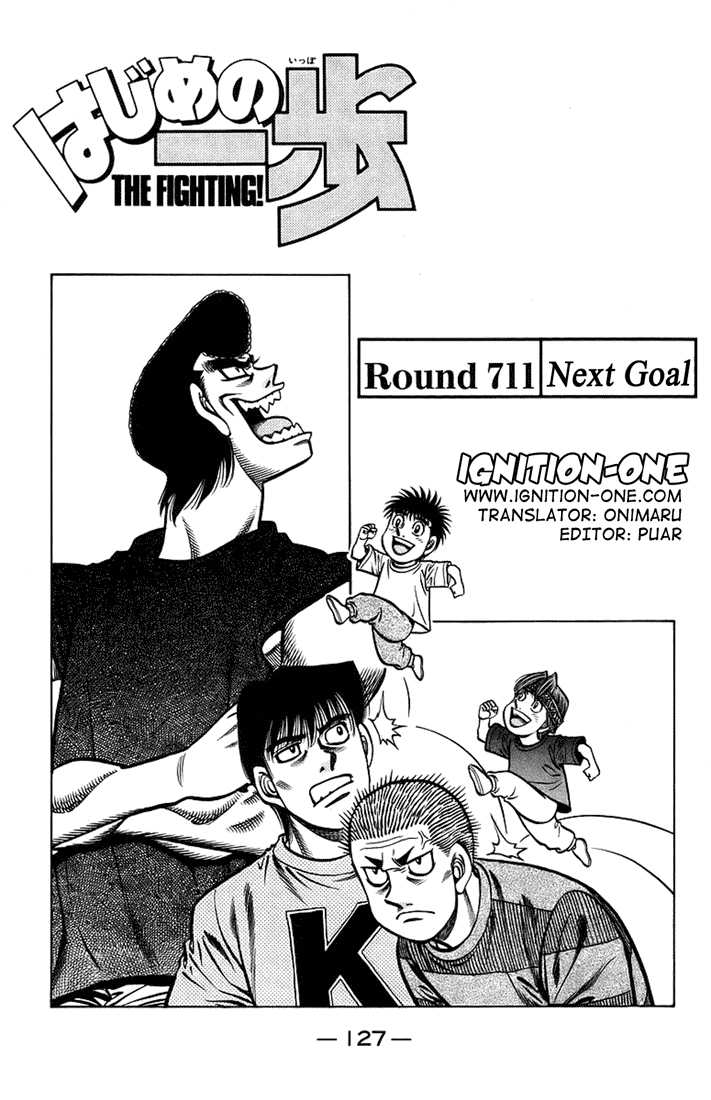 いっぽ
はじめの一歩
THE FIGHTING!
Round 711 Next Goal
IGNITION-ONE
WWW.IGNITION-ONE.COM
TRANSLATOR: ONIMARU
EDITOR: PUAR
K
— 127 —